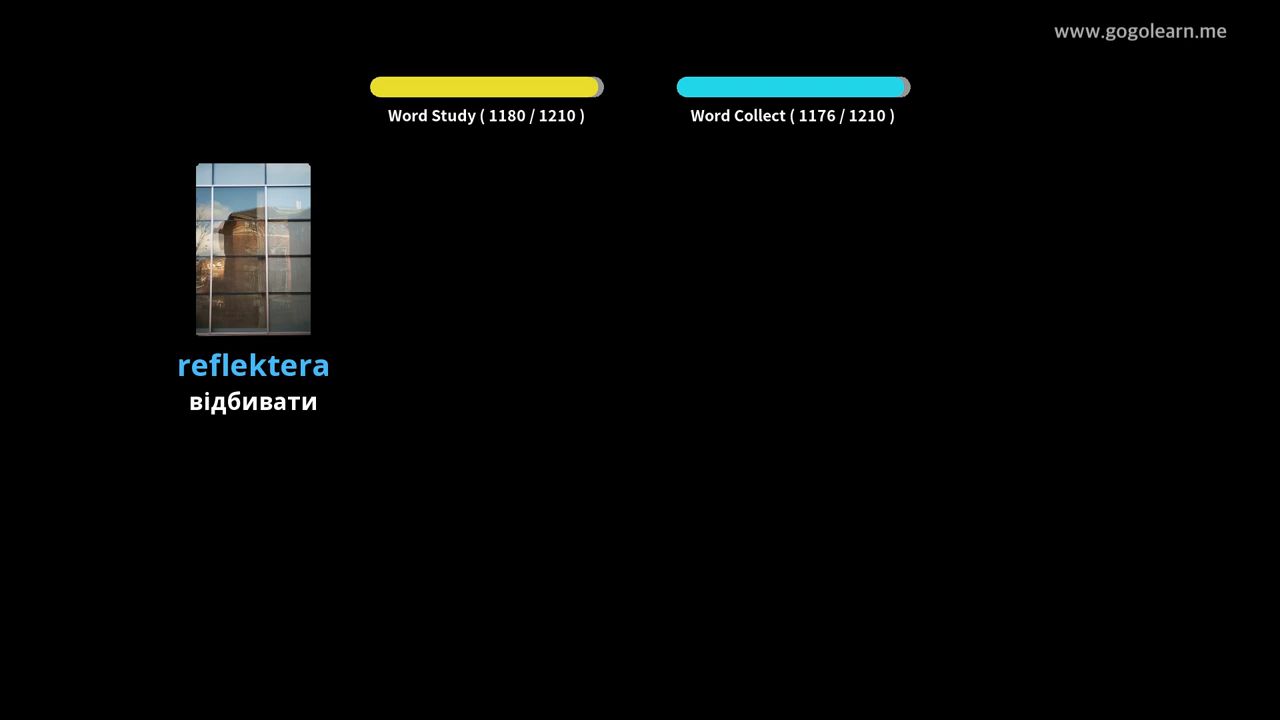 www.gogolearn.me
Word Study ( 1180 / 1210 )
Word Collect ( 1176 / 1210 )
reflektera
відбивати